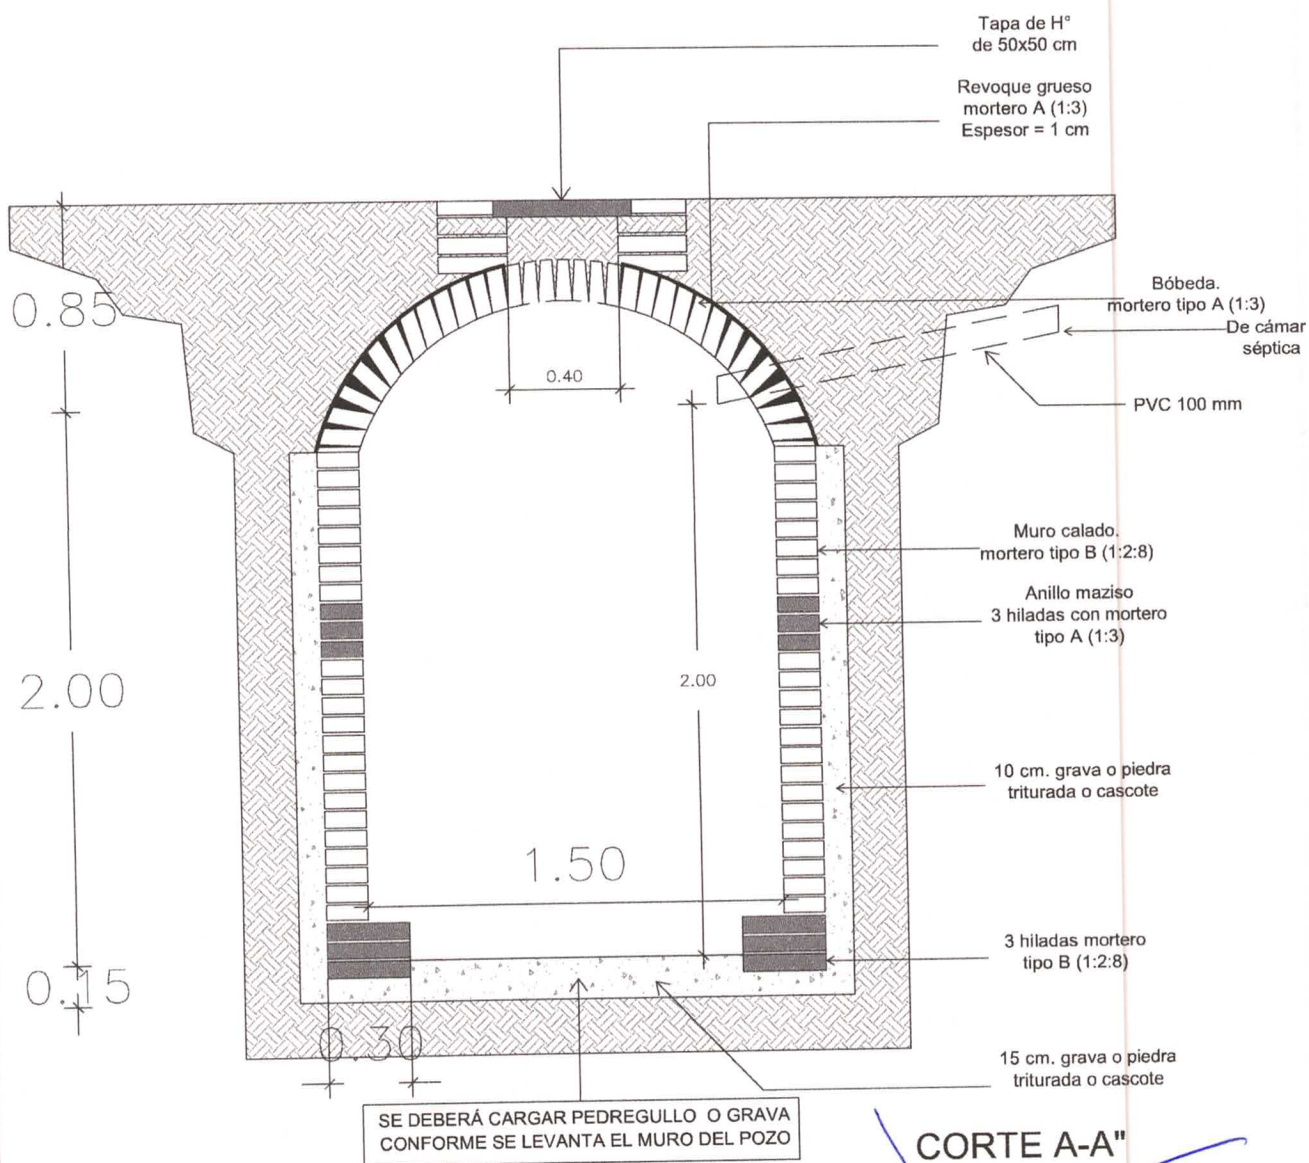 Tapa de H°
de 50x50 cm
Revoque grueso
mortero A (1:3)
Espesor = 1 cm
Bóbeda.
mortero tipo A (1:3)
De cámar
séptica
PVC 100 mm
0.85
0.40
Muro calado.
mortero tipo B (1:2:8)
Anillo maziso
3 hiladas con mortero
tipo A (1:3)
2.00
2.00
10 cm. grava o piedra
triturada o cascote
1.50
3 hiladas mortero
tipo B (1:2:8)
0.15
0.30
15 cm. grava o piedra
triturada o cascote
SE DEBERÁ CARGAR PEDREGULLO O GRAVA
CONFORME SE LEVANTA EL MURO DEL POZO
CORTE A-A"